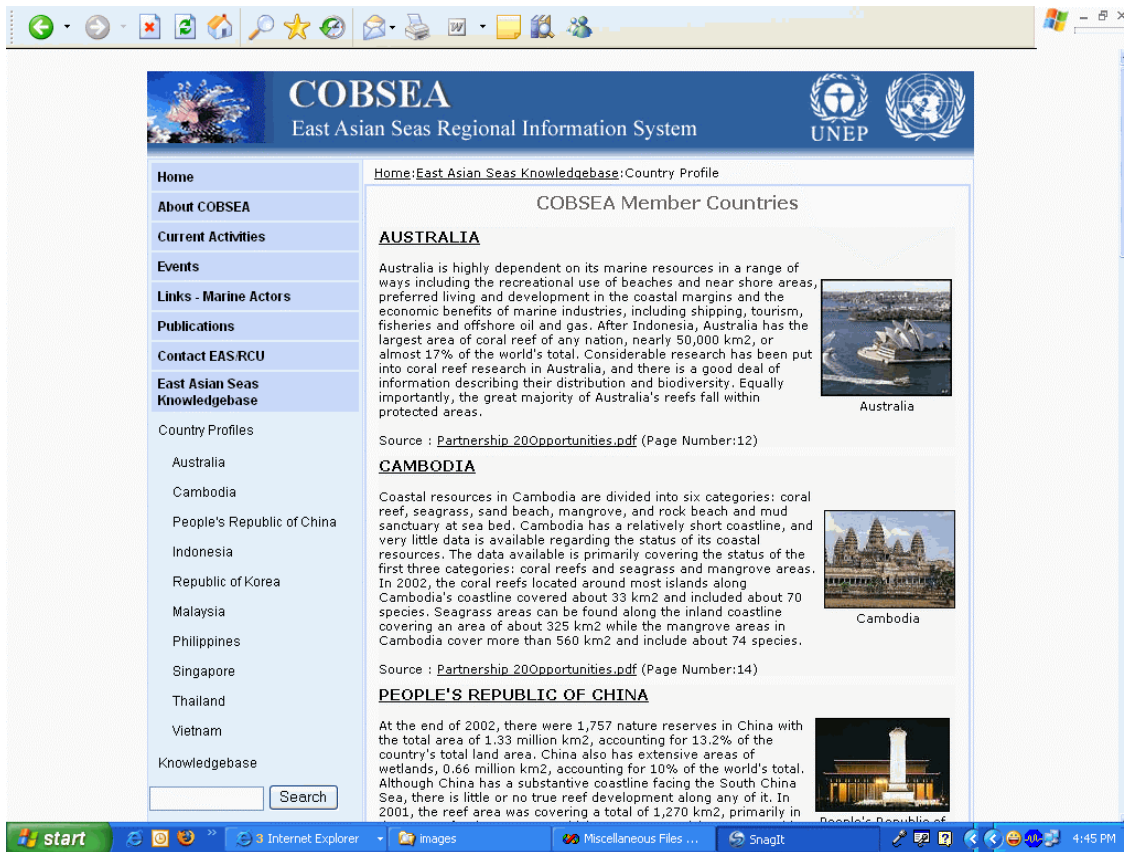 COBSEA
East Asian Seas Regional Information System
UNEP
Home
About COBSEA
Current Activities
Events
Links - Marine Actors
Publications
Contact EAS/RCU
East Asian Seas
Knowledgebase
Country Profiles
Australia
Cambodia
People's Republic of China
Indonesia
Republic of Korea
Malaysia
Philippines
Singapore
Thailand
Vietnam
Knowledgebase
Search
Home:East Asian Seas Knowledgebase:Country Profile
COBSEA Member Countries
AUSTRALIA
Australia is highly dependent on its marine resources in a range of
ways including the recreational use of beaches and near shore areas,
preferred living and development in the coastal margins and the
economic benefits of marine industries, including shipping, tourism,
fisheries and offshore oil and gas. After Indonesia, Australia has the
largest area of coral reef of any nation, nearly 50,000 km2, or
almost 17% of the world's total. Considerable research has been put
into coral reef research in Australia, and there is a good deal of
information describing their distribution and biodiversity. Equally
importantly, the great majority of Australia's reefs fall within
protected areas.
Australia
Source : Partnership 20Opportunities.pdf (Page Number:12)
CAMBODIA
Coastal resources in Cambodia are divided into six categories: coral
reef, seagrass, sand beach, mangrove, and rock beach and mud
sanctuary at sea bed. Cambodia has a relatively short coastline, and
very little data is available regarding the status of its coastal
resources. The data available is primarily covering the status of the
first three categories: coral reefs and seagrass and mangrove areas.
In 2002, the coral reefs located around most islands along
Cambodia's coastline covered about 33 km2 and included about 70
species. Seagrass areas can be found along the inland coastline
covering an area of about 325 km2 while the mangrove areas in
Cambodia cover more than 560 km2 and include about 74 species.
Cambodia
Source : Partnership 20Opportunities.pdf (Page Number:14)
PEOPLE'S REPUBLIC OF CHINA
At the end of 2002, there were 1,757 nature reserves in China with
the total area of 1.33 million km2, accounting for 13.2% of the
country's total land area. China also has extensive areas of
wetlands, 0.66 million km2, accounting for 10% of the world's total.
Although China has a substantive coastline facing the South China
Sea, there is little or no true reef development along any of it. In
2001, the reef area was covering a total of 1,270 km2, primarily in
People's Republic of
start
3 Internet Explorer
images
Miscellaneous Files ...
SnagIt
4:45 PM